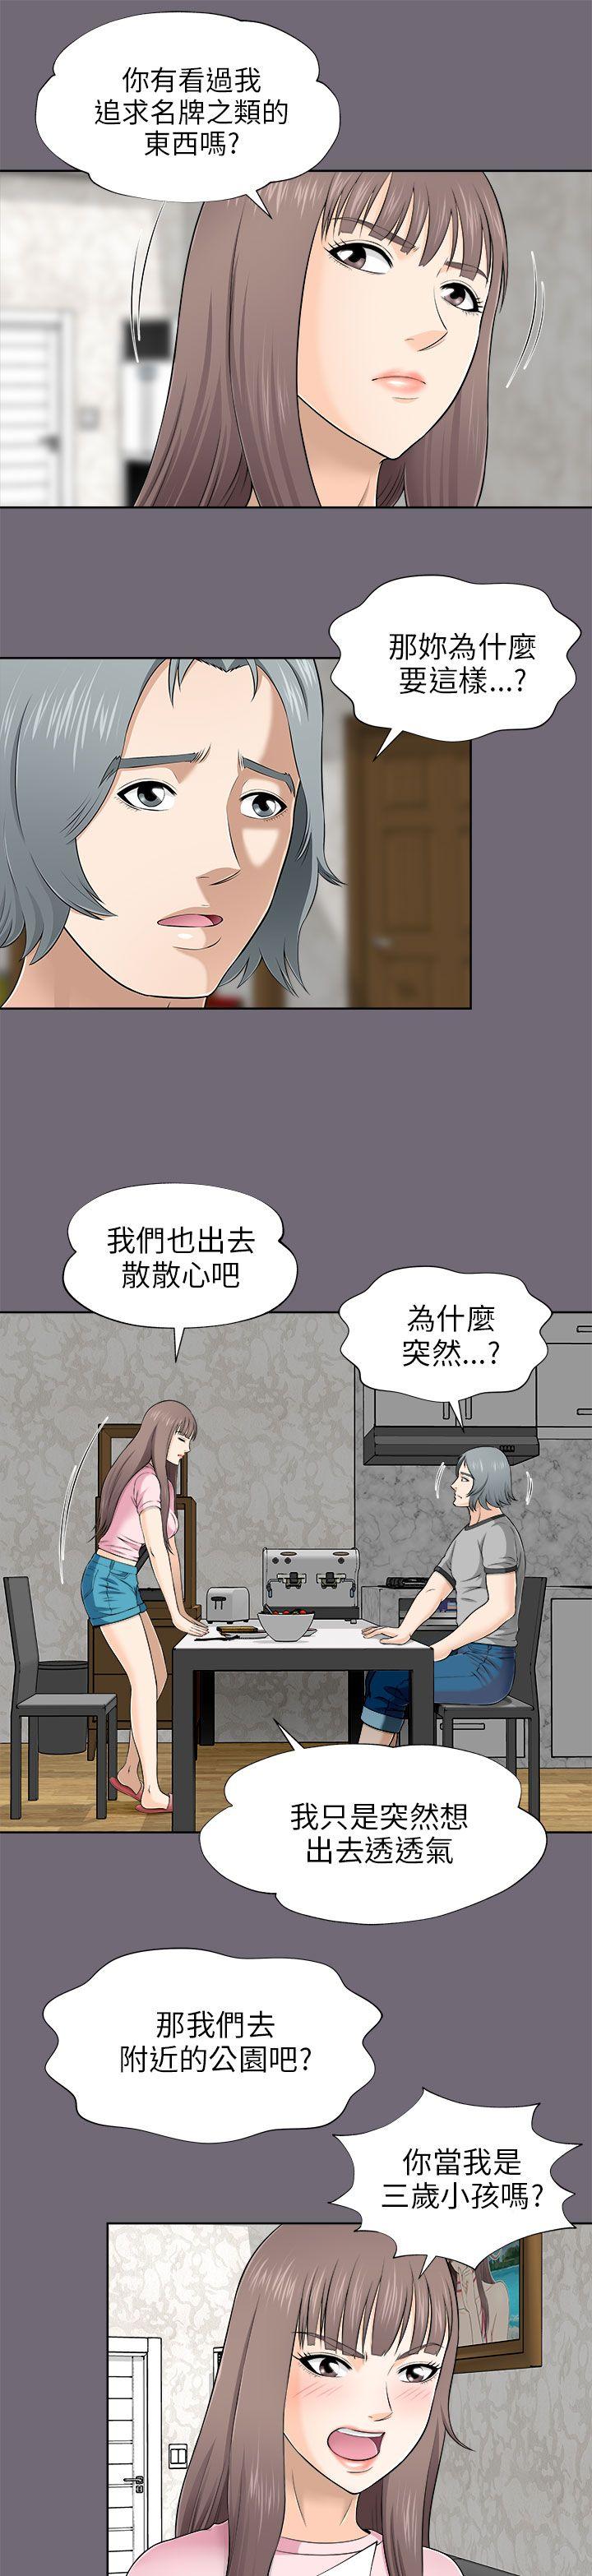 你有看過我
追求名牌之類的
東西嗎?
那妳為什麼
要這樣...?
我們也出去
散散心吧
為什麼
突然...?
我只是突然想
出去透透氣
那我們去
附近的公園吧?
你當我是
三歲小孩嗎?